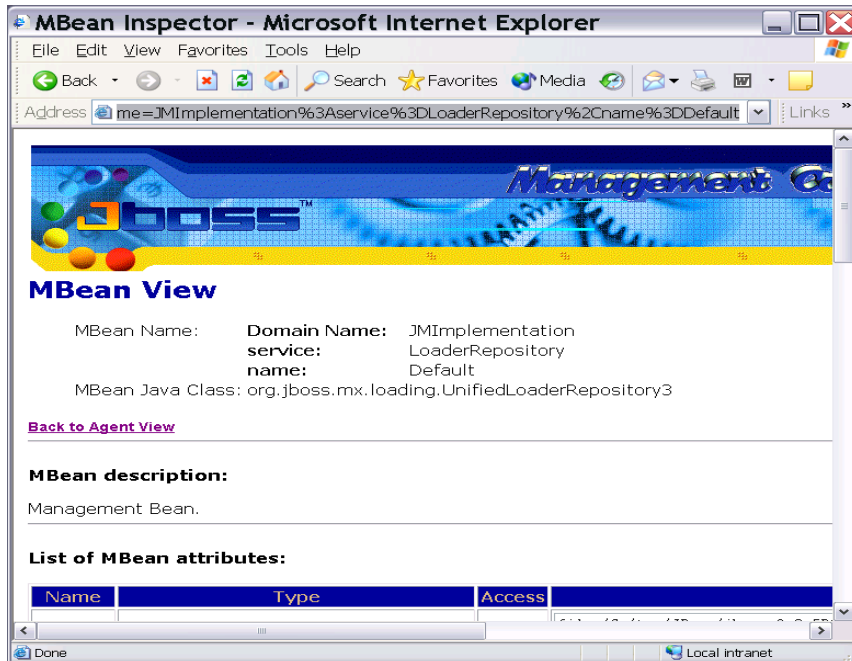 MBean Inspector - Microsoft Internet Explorer
File Edit View Favorites Tools Help
Back Search Favorites Media
Address me=JMImplementation%3Aservice%3DLoaderRepository%2Cname%3DDefault Links »
Management
Jboss™
MBean View
MBean Name: Domain Name: JMImplementation
service: LoaderRepository
name: Default
MBean Java Class: org.jboss.mx.loading.UnifiedLoaderRepository3
Back to Agent View
MBean description:
Management Bean.
List of MBean attributes:
Name Type Access
Done Local intranet